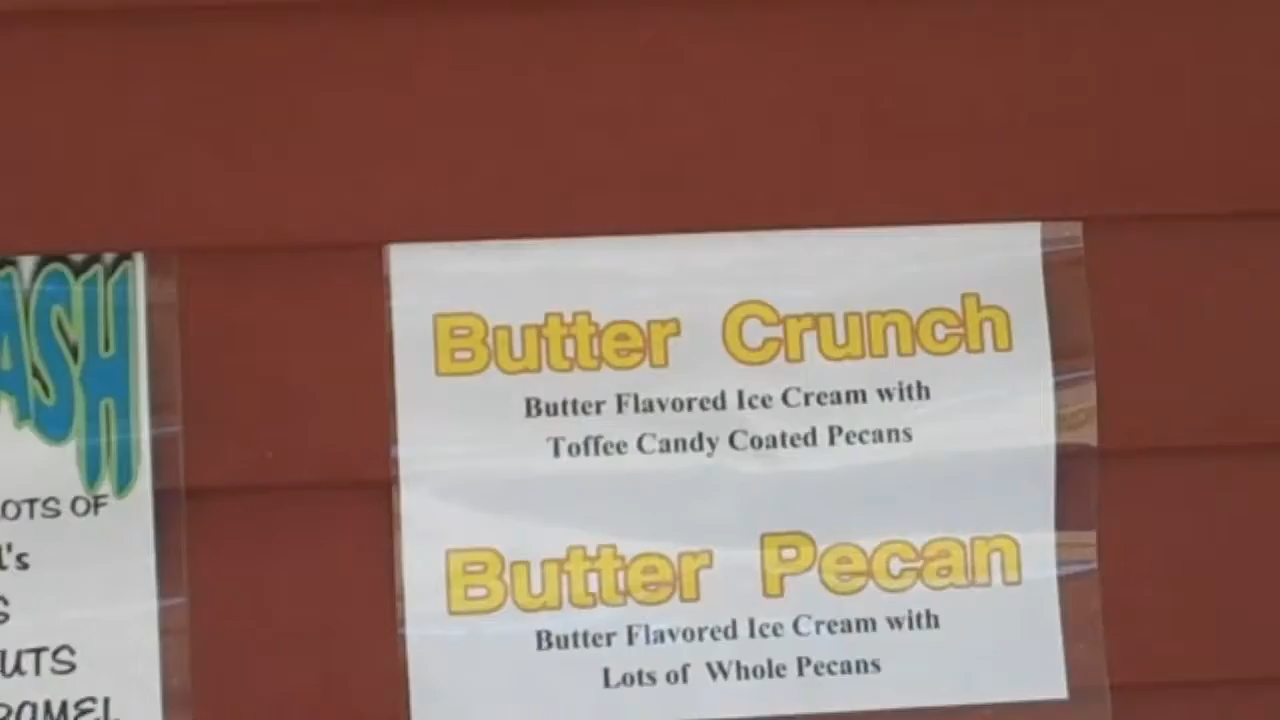 ASH
OTS OF
l's
S
UTS
Butter Crunch
Butter Flavored Ice Cream with
Toffee Candy Coated Pecans
Butter Pecan
Butter Flavored Ice Cream with
Lots of Whole Pecans